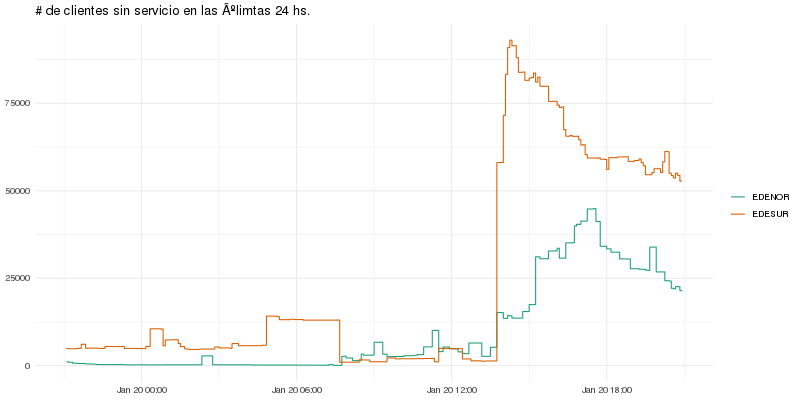 # de clientes sin servicio en las Ãºlimtas 24 hs.
75000
50000
25000
0
Jan 20 00:00
Jan 20 06:00
Jan 20 12:00
Jan 20 18:00
EDENOR
EDESUR